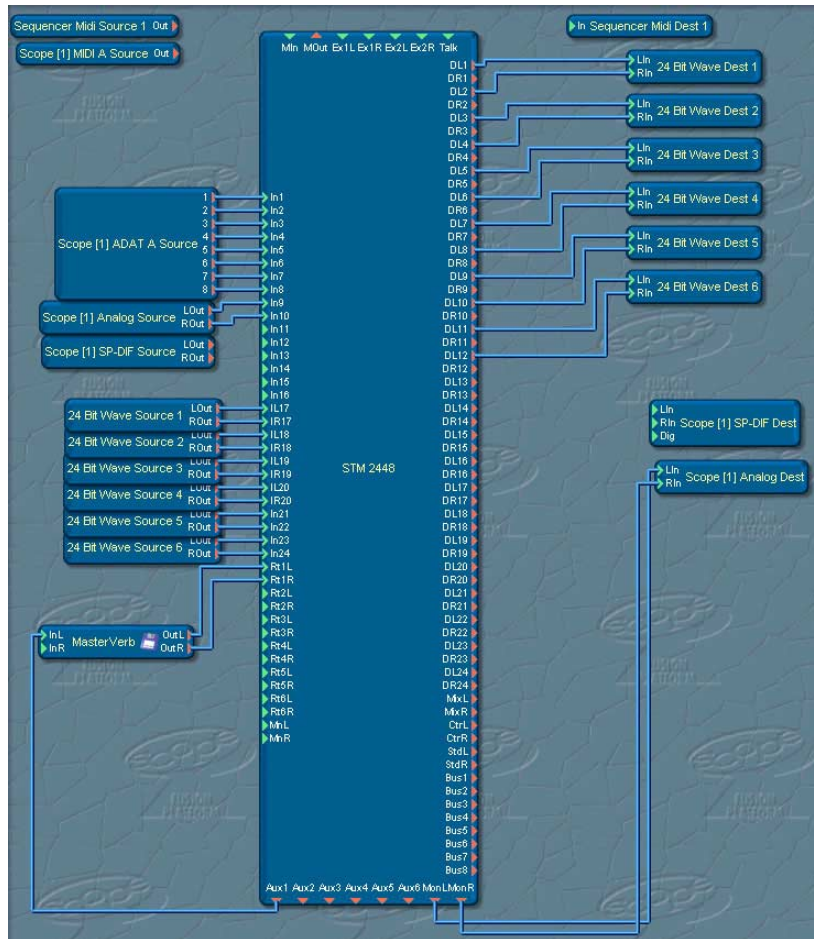 Sequencer Midi Source 1 Out
In Sequencer Midi Dest 1
Scope [1] MIDI A Source Out
MIn MOut Ex1L Ex1R Ex2L Ex2R Talk
DL1
DR1
DL2
DR2
DL3
DR3
DL4
DR4
DL5
DR5
DL6
DR6
DL7
DR7
DL8
DR8
DL9
DR9
DL10
DR10
DL11
DR11
DL12
DR12
DL13
DR13
DL14
DR14
DL15
DR15
DL16
DR16
DL17
DR17
DL18
DR18
DL19
DR19
DL20
DR20
DL21
DR21
DL22
DR22
DL23
DR23
DL24
DR24
MixL
MixR
CtrL
CtrR
StdL
StdR
Bus1
Bus2
Bus3
Bus4
Bus5
Bus6
Bus7
Bus8
LIn
RIn
24 Bit Wave Dest 1
LIn
RIn
24 Bit Wave Dest 2
LIn
RIn
24 Bit Wave Dest 3
LIn
RIn
24 Bit Wave Dest 4
LIn
RIn
24 Bit Wave Dest 5
LIn
RIn
24 Bit Wave Dest 6
Scope [1] ADAT A Source
1
2
3
4
5
6
7
8
Scope [1] Analog Source
LOut
ROut
Scope [1] SP-DIF Source
LOut
ROut
24 Bit Wave Source 1
LOut
ROut
24 Bit Wave Source 2
LOut
ROut
24 Bit Wave Source 3
LOut
ROut
24 Bit Wave Source 4
LOut
ROut
24 Bit Wave Source 5
LOut
ROut
24 Bit Wave Source 6
LOut
ROut
In1
In2
In3
In4
In5
In6
In7
In8
In9
In10
In11
In12
In13
In14
In15
In16
IL17
IR17
IL18
IR18
IL19
IR19
IL20
IR20
In21
In22
In23
In24
Rt1L
Rt1R
Rt2L
Rt2R
Rt3L
Rt3R
Rt4L
Rt4R
Rt5L
Rt5R
Rt6L
Rt6R
MnL
MnR
STM 2448
InL
InR
MasterVerb
OutL
OutR
LIn
RIn Scope [1] SP-DIF Dest
Dig
LIn
RIn
Scope [1] Analog Dest
Aux1 Aux2 Aux3 Aux4 Aux5 Aux6 MonL MonR
SCOPE
FUSION
PLATFORM